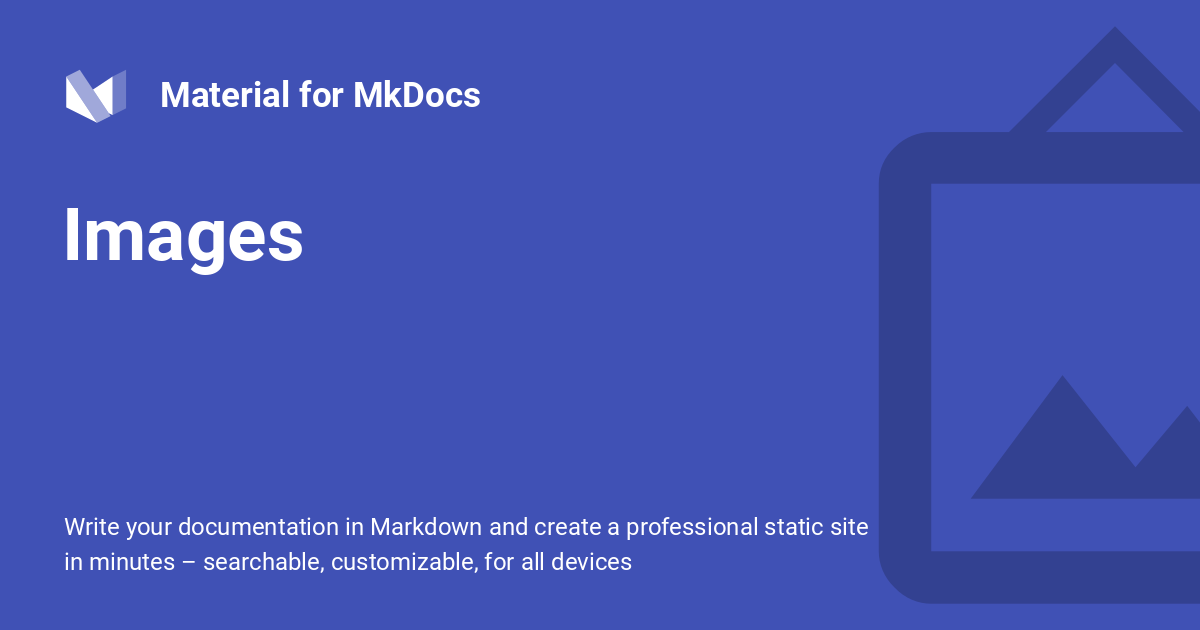 Material for MkDocs
Images
Write your documentation in Markdown and create a professional static site
in minutes – searchable, customizable, for all devices